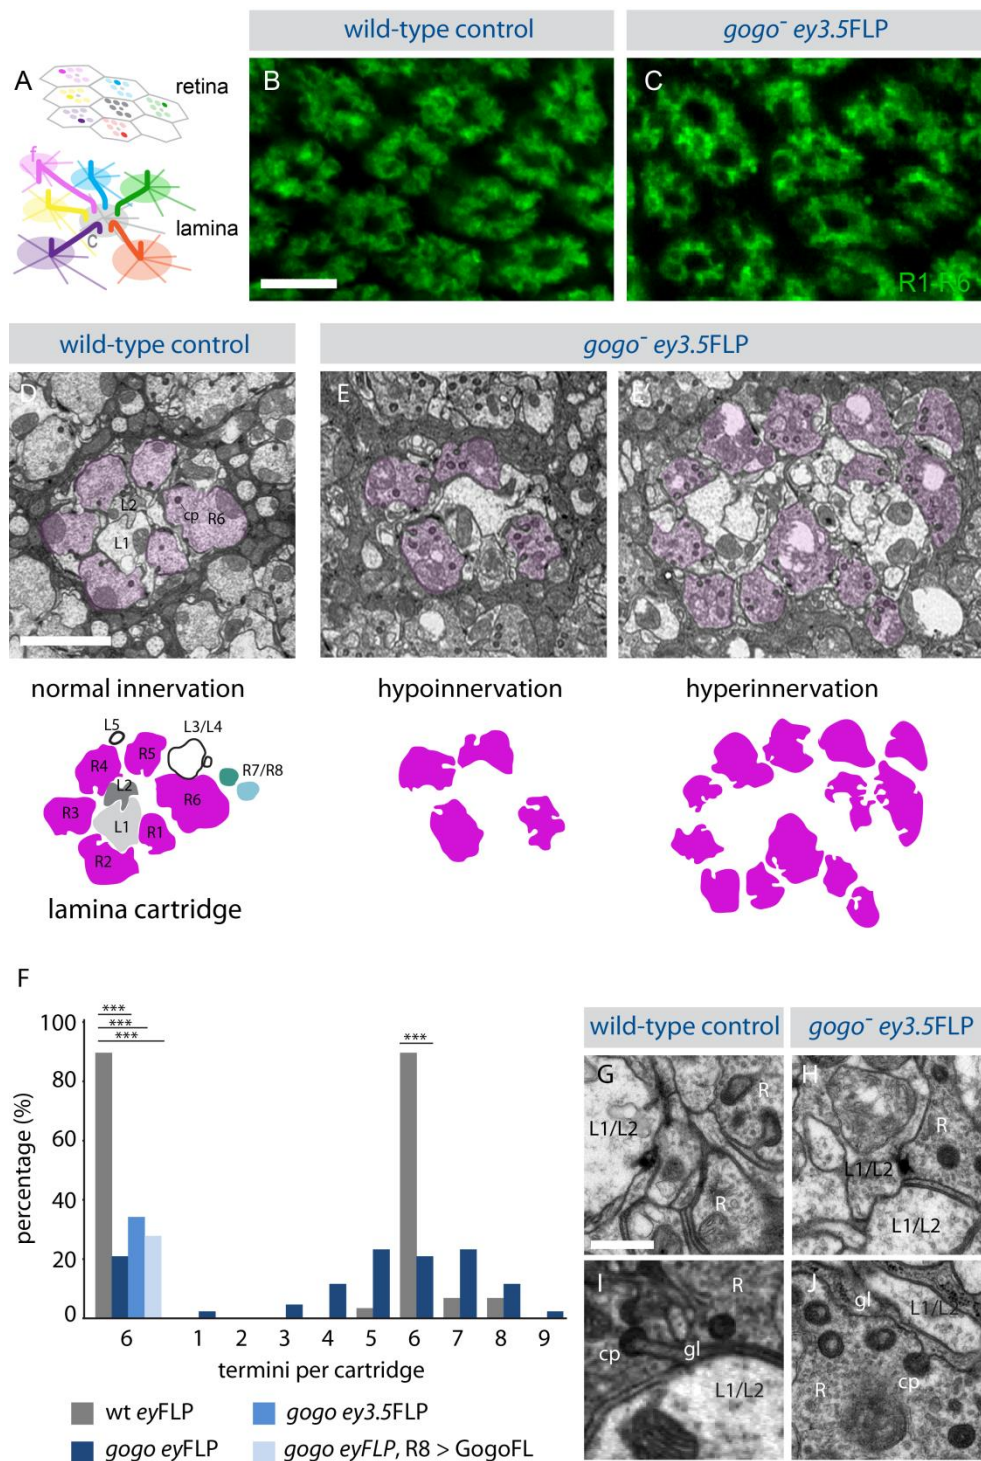 wild-type control
gogo⁻ ey3.5FLP
A
retina
f
lamina
C
B
C
R1-R6
wild-type control
gogo⁻ ey3.5FLP
D
L2
cp R6
L1
E
E'
normal innervation
hypoinnervation
hyperinnervation
L5
L3/L4
R4
R5
R7/R8
L2
R6
R3
L1
R1
R2
lamina cartridge
F
***
***
***
***
100
80
60
40
20
0
percentage (%)
6 1 2 3 4 5 6 7 8 9
termini per cartridge
wt eyFLP
gogo ey3.5FLP
gogo eyFLP
gogo eyFLP, R8 > GogoFL
wild-type control
gogo⁻ ey3.5FLP
G
R
L1/L2
R
H
R
L1/L2
L1/L2
I
R
cp
gl
L1/L2
J
gl
L1/L2
R
cp